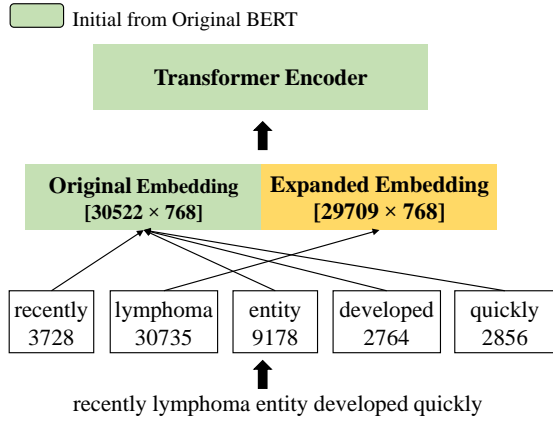 Initial from Original BERT
Transformer Encoder
Original Embedding
[30522 × 768]
Expanded Embedding
[29709 × 768]
recently
3728
lymphoma
30735
entity
9178
developed
2764
quickly
2856
recently lymphoma entity developed quickly